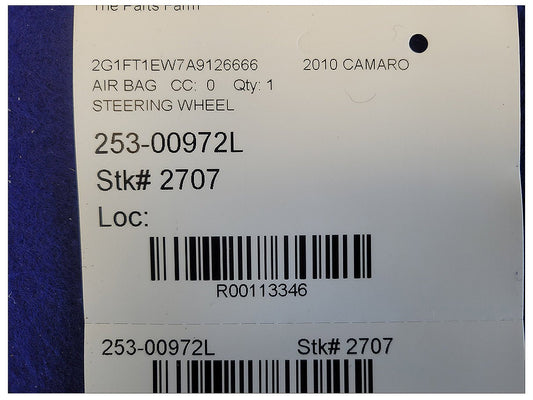 The Parts Farm
2G1FT1EW7A9126666 2010 CAMARO
AIR BAG CC: 0 Qty: 1
STEERING WHEEL
253-00972L
Stk# 2707
Loc:
R00113346
253-00972L Stk# 2707